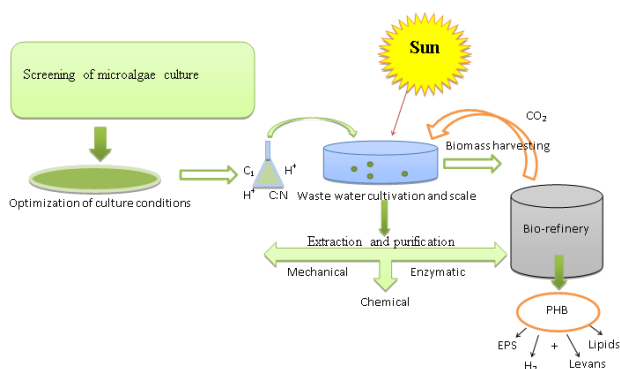 Sun
Screening of microalgae culture
CO₂
Biomass harvesting
C₁ H⁺
H⁺ C:N
Optimization of culture conditions
Waste water cultivation and scale
Extraction and purification
Mechanical Enzymatic
Chemical
Bio-refinery
PHB
EPS + Lipids
H₂ Levans